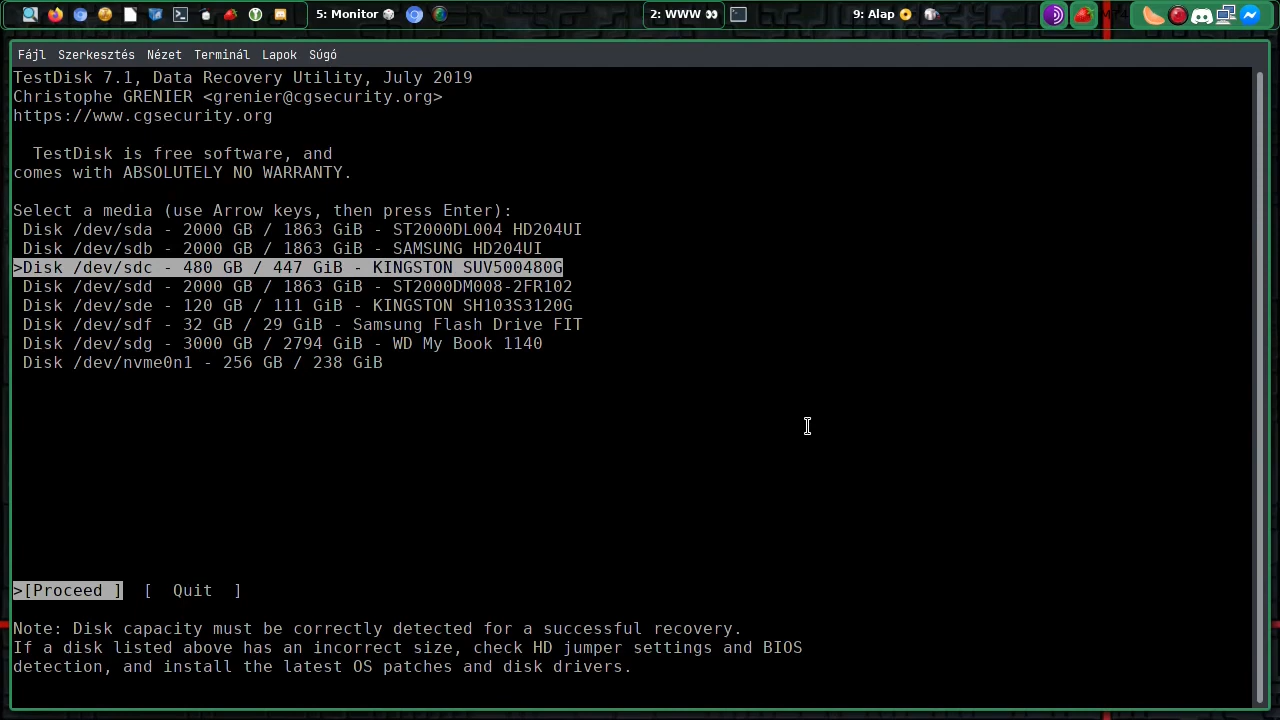 5: Monitor
2: WWW
9: Alap
Fájl Szerkesztés Nézet Terminál Lapok Súgó
TestDisk 7.1, Data Recovery Utility, July 2019
Christophe GRENIER <grenier@cgsecurity.org>
https://www.cgsecurity.org
TestDisk is free software, and
comes with ABSOLUTELY NO WARRANTY.
Select a media (use Arrow keys, then press Enter):
Disk /dev/sda - 2000 GB / 1863 GiB - ST2000DL004 HD204UI
Disk /dev/sdb - 2000 GB / 1863 GiB - SAMSUNG HD204UI
>Disk /dev/sdc - 480 GB / 447 GiB - KINGSTON SUV500480G
Disk /dev/sdd - 2000 GB / 1863 GiB - ST2000DM008-2FR102
Disk /dev/sde - 120 GB / 111 GiB - KINGSTON SH103S3120G
Disk /dev/sdf - 32 GB / 29 GiB - Samsung Flash Drive FIT
Disk /dev/sdg - 3000 GB / 2794 GiB - WD My Book 1140
Disk /dev/nvme0n1 - 256 GB / 238 GiB
>[Proceed ] [ Quit ]
Note: Disk capacity must be correctly detected for a successful recovery.
If a disk listed above has an incorrect size, check HD jumper settings and BIOS
detection, and install the latest OS patches and disk drivers.